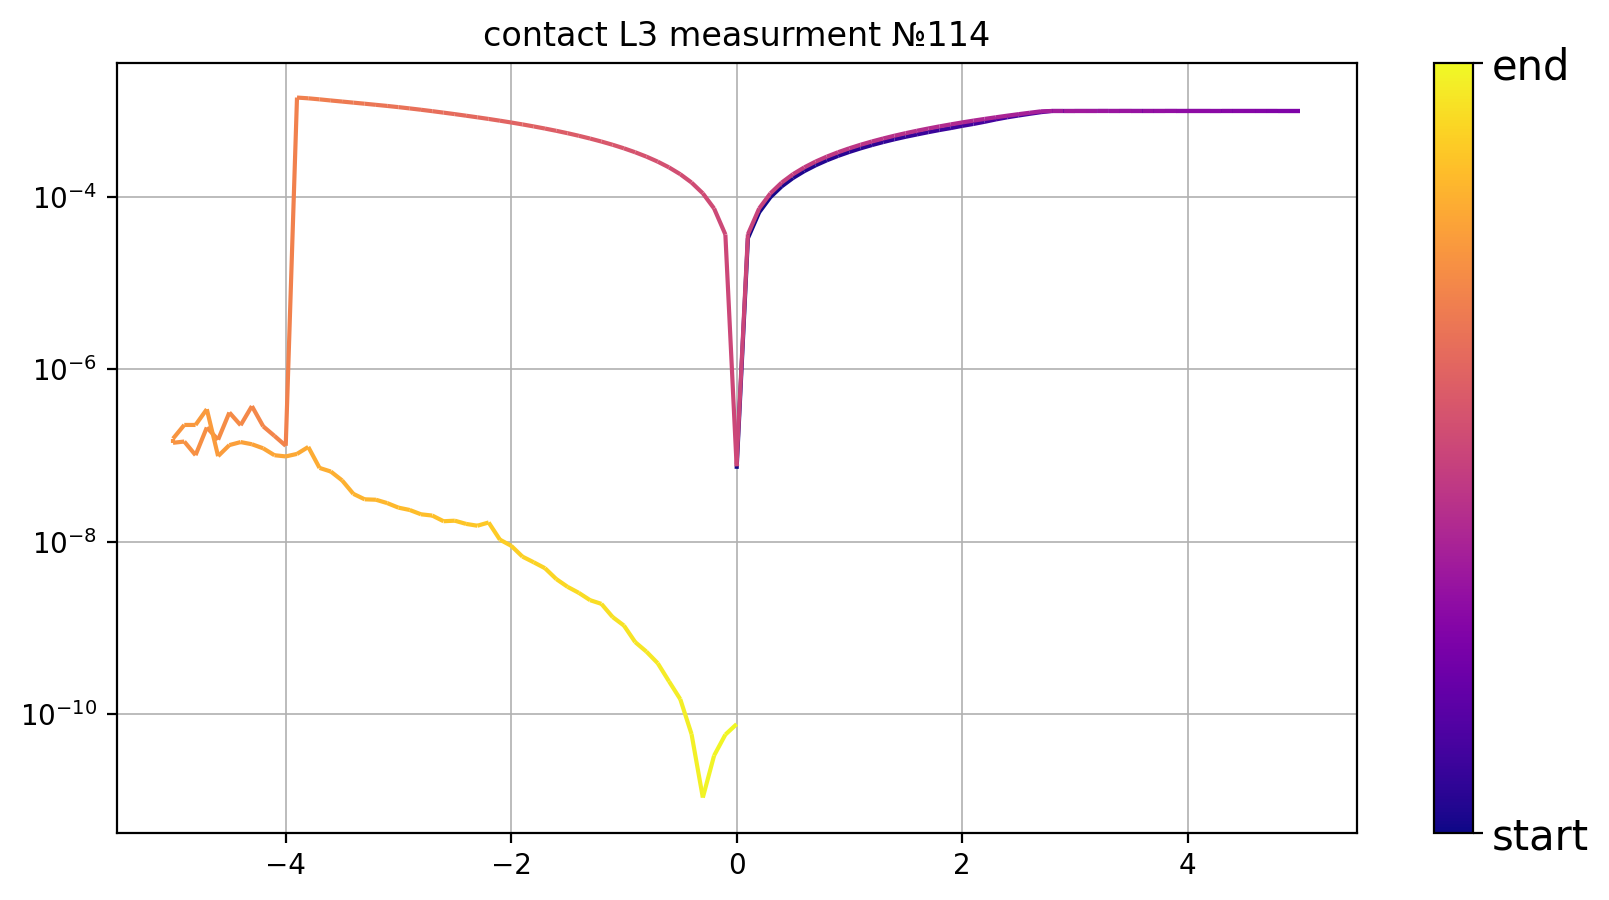 contact L3 measurment №114
end
10⁻⁴
10⁻⁶
10⁻⁸
10⁻¹⁰
start
−4 −2 0 2 4